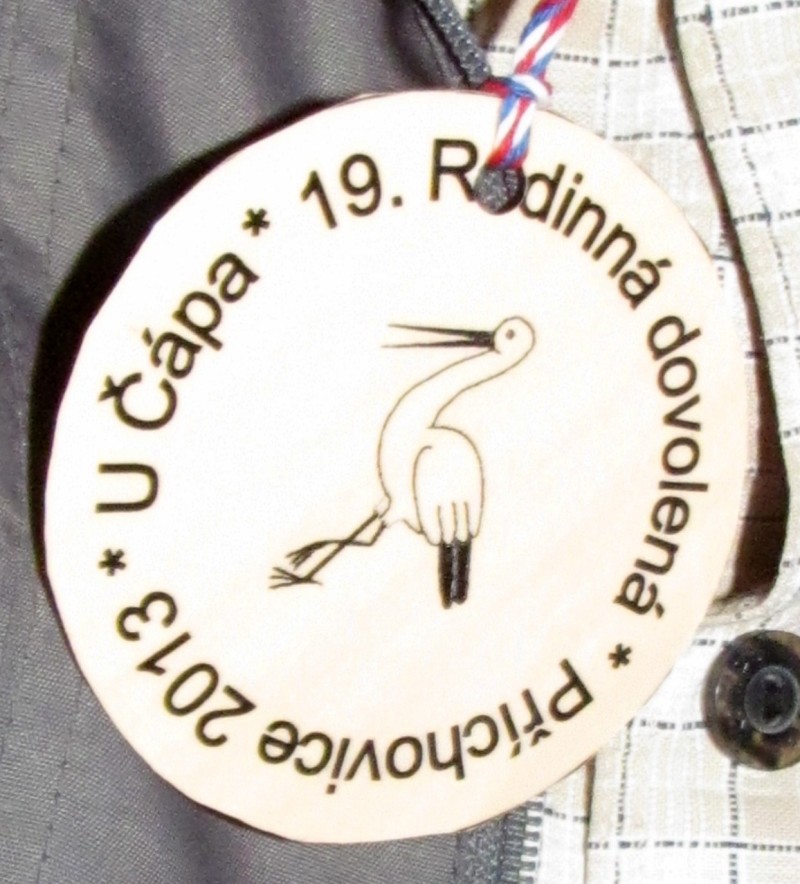 19. Rodinná dovolená * Příchovice 2013 * U Čápa *